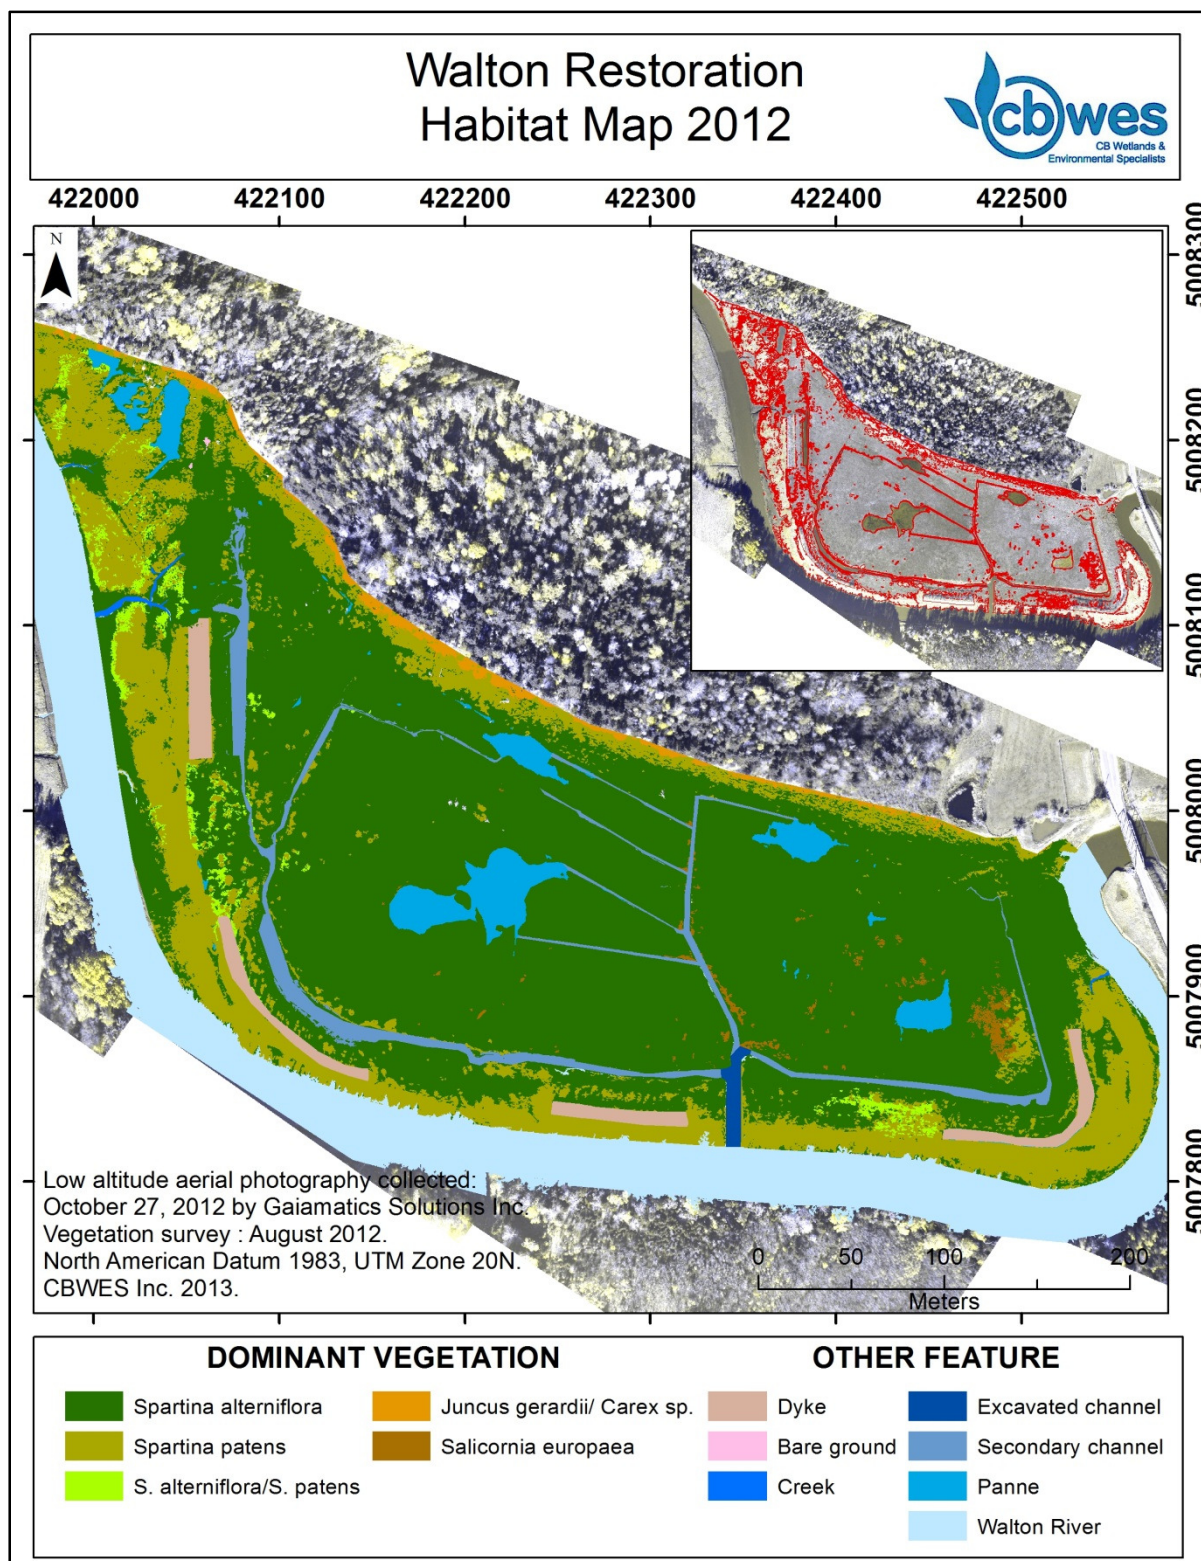 Walton Restoration
Habitat Map 2012
cbwes
CB Wetlands &
Environmental Specialists
422000 422100 422200 422300 422400 422500
N
5008300
5008200
5008100
5008000
5007900
5007800
Low altitude aerial photography collected:
October 27, 2012 by Gaiamatics Solutions Inc.
Vegetation survey : August 2012.
North American Datum 1983, UTM Zone 20N.
CBWES Inc. 2013.
0 50 100 200
Meters
DOMINANT VEGETATION OTHER FEATURE
Spartina alterniflora Juncus gerardii/ Carex sp. Dyke Excavated channel
Spartina patens Salicornia europaea Bare ground Secondary channel
S. alterniflora/S. patens Creek Panne
Walton River